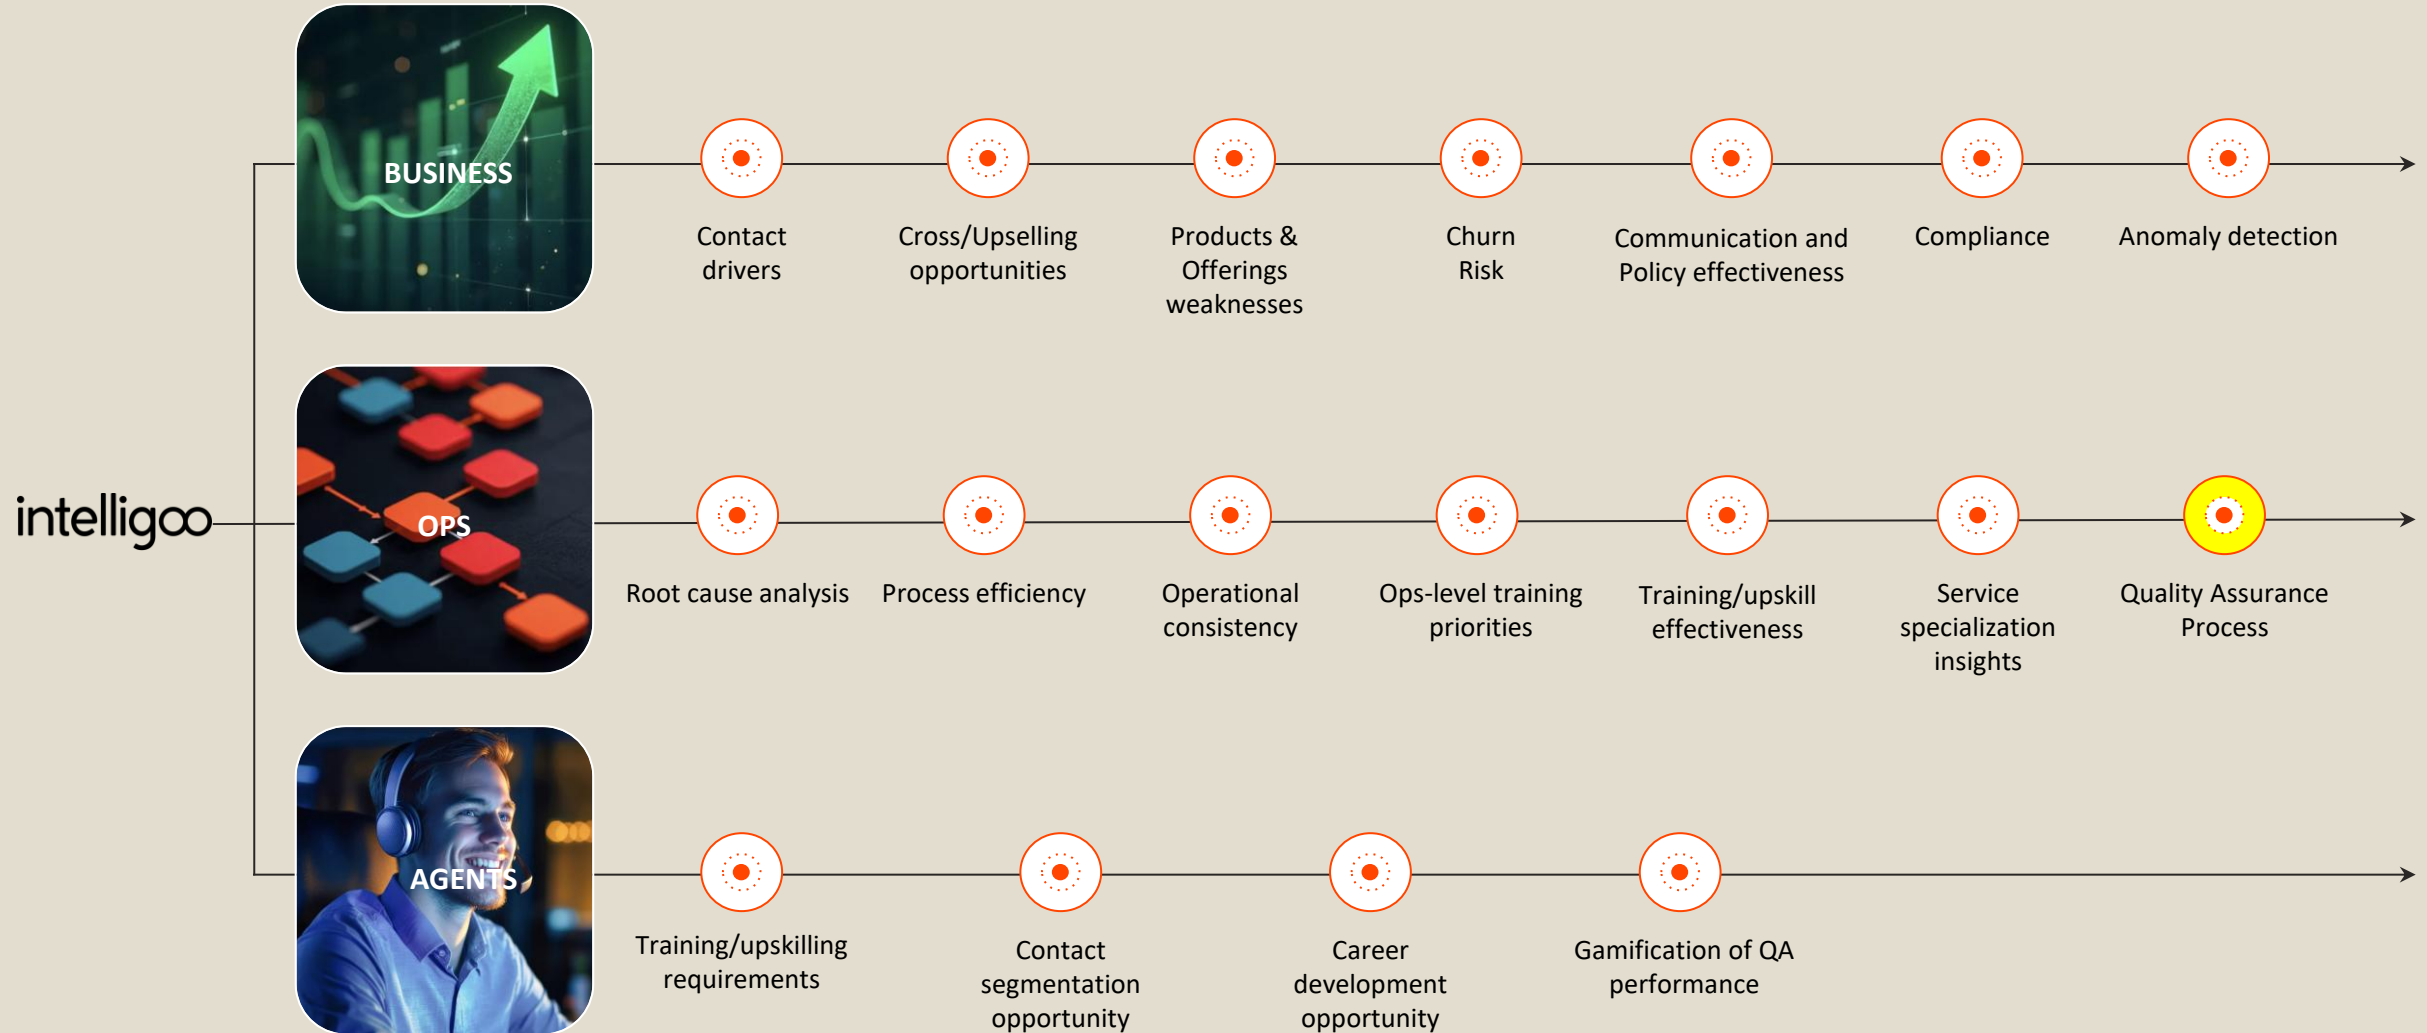 BUSINESS
Contact
drivers
Cross/Upselling
opportunities
Products &
Offerings
weaknesses
Churn
Risk
Communication and
Policy effectiveness
Compliance
Anomaly detection
intelligoo
OPS
Root cause analysis
Process efficiency
Operational
consistency
Ops-level training
priorities
Training/upskill
effectiveness
Service
specialization
insights
Quality Assurance
Process
AGENTS
Training/upskilling
requirements
Contact
segmentation
opportunity
Career
development
opportunity
Gamification of QA
performance